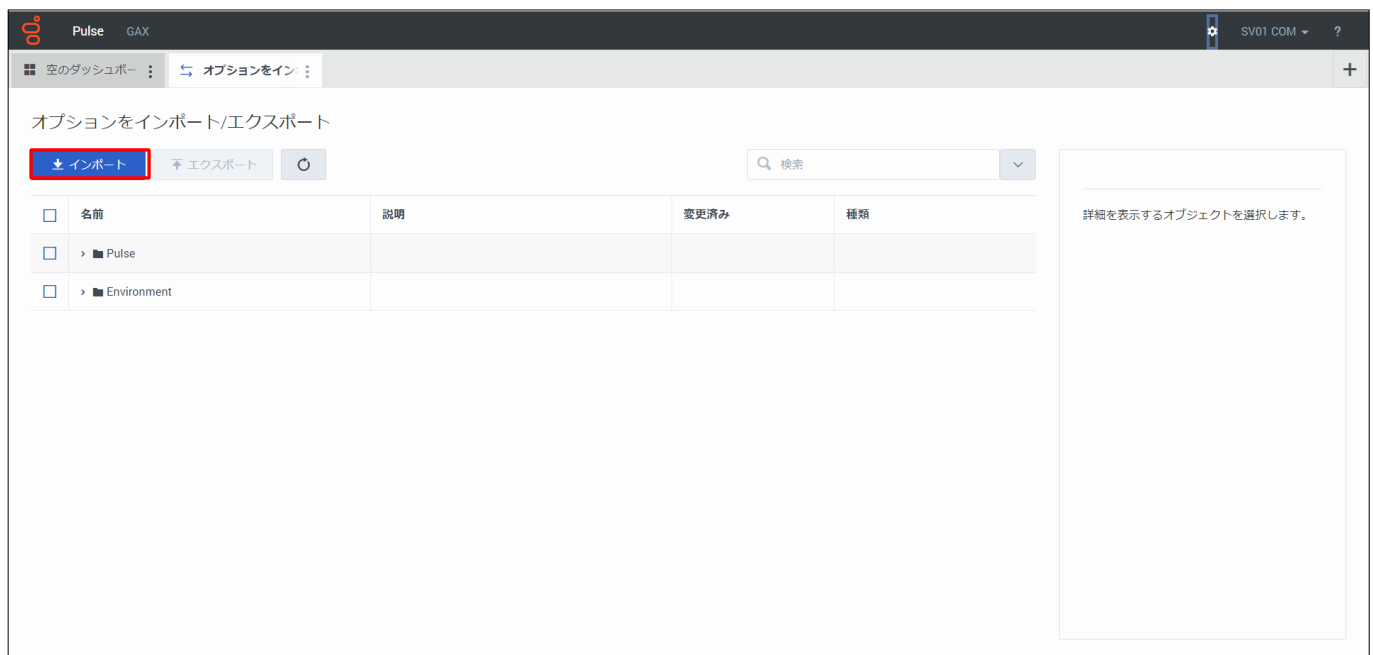 Pulse GAX SV01 COM ?
空のダッシュボー オプションをイン
オプションをインポート/エクスポート
インポート エクスポート 検索
名前 説明 変更済み 種類
詳細を表示するオブジェクトを選択します。
Pulse
Environment